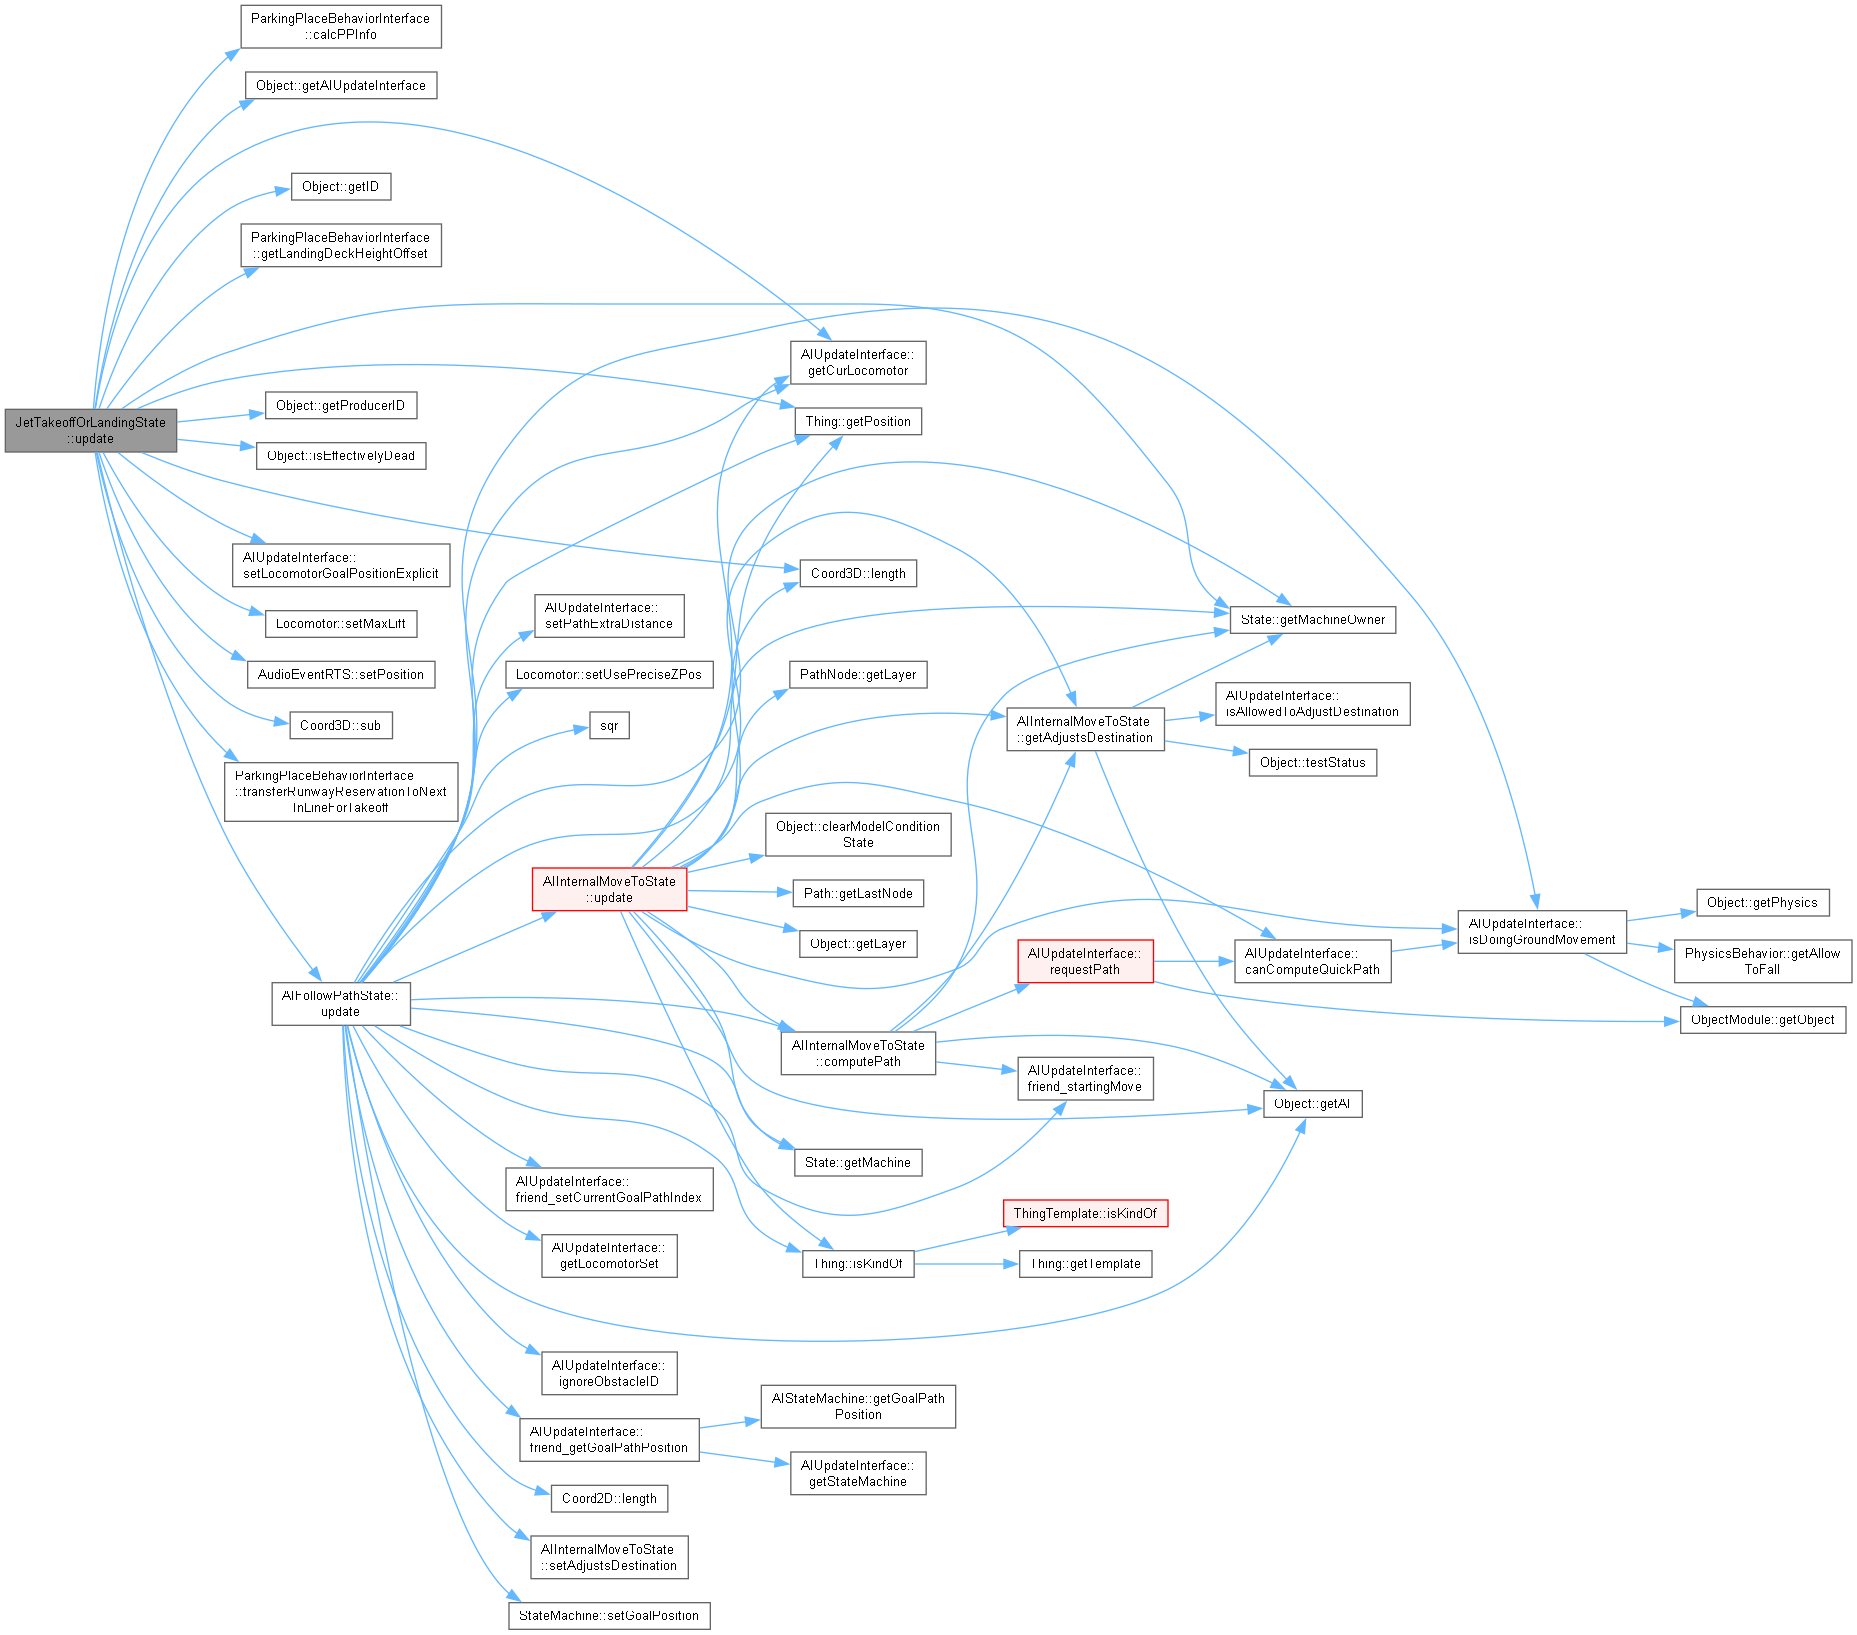 ParkingPlaceBehaviorInterface
::calcPPInfo
Object::getAIUpdateInterface
Object::getID
ParkingPlaceBehaviorInterface
::getLandingDeckHeightOffset
JetTakeoffOrLandingState
::update
Object::getProducerID
Object::isEffectivelyDead
AIUpdateInterface::
setLocomotorGoalPositionExplicit
Locomotor::setMaxLift
AudioEventRTS::setPosition
Coord3D::sub
ParkingPlaceBehaviorInterface
::transferRunwayReservationToNext
InLineForTakeoff
AIFollowPathState::
update
AIUpdateInterface::
setPathExtraDistance
Locomotor::setUsePreciseZPos
sqr
AIInternalMoveToState
::update
AIUpdateInterface::
friend_setCurrentGoalPathIndex
AIUpdateInterface::
getLocomotorSet
AIUpdateInterface::
ignoreObstacleID
AIUpdateInterface::
friend_getGoalPathPosition
Coord2D::length
AIInternalMoveToState
::setAdjustsDestination
StateMachine::setGoalPosition
AIUpdateInterface::
getCurLocomotor
Thing::getPosition
Coord3D::length
PathNode::getLayer
Object::clearModelCondition
State
Path::getLastNode
Object::getLayer
AIInternalMoveToState
::computePath
State::getMachine
Thing::isKindOf
AIStateMachine::getGoalPath
Position
AIUpdateInterface::
getStateMachine
AIInternalMoveToState
::getAdjustsDestination
AIUpdateInterface::
requestPath
AIUpdateInterface::
friend_startingMove
ThingTemplate::isKindOf
Thing::getTemplate
State::getMachineOwner
AIUpdateInterface::
isAllowedToAdjustDestination
Object::testStatus
AIUpdateInterface::
canComputeQuickPath
Object::getAI
AIUpdateInterface::
isDoingGroundMovement
Object::getPhysics
PhysicsBehavior::getAllow
ToFall
ObjectModule::getObject